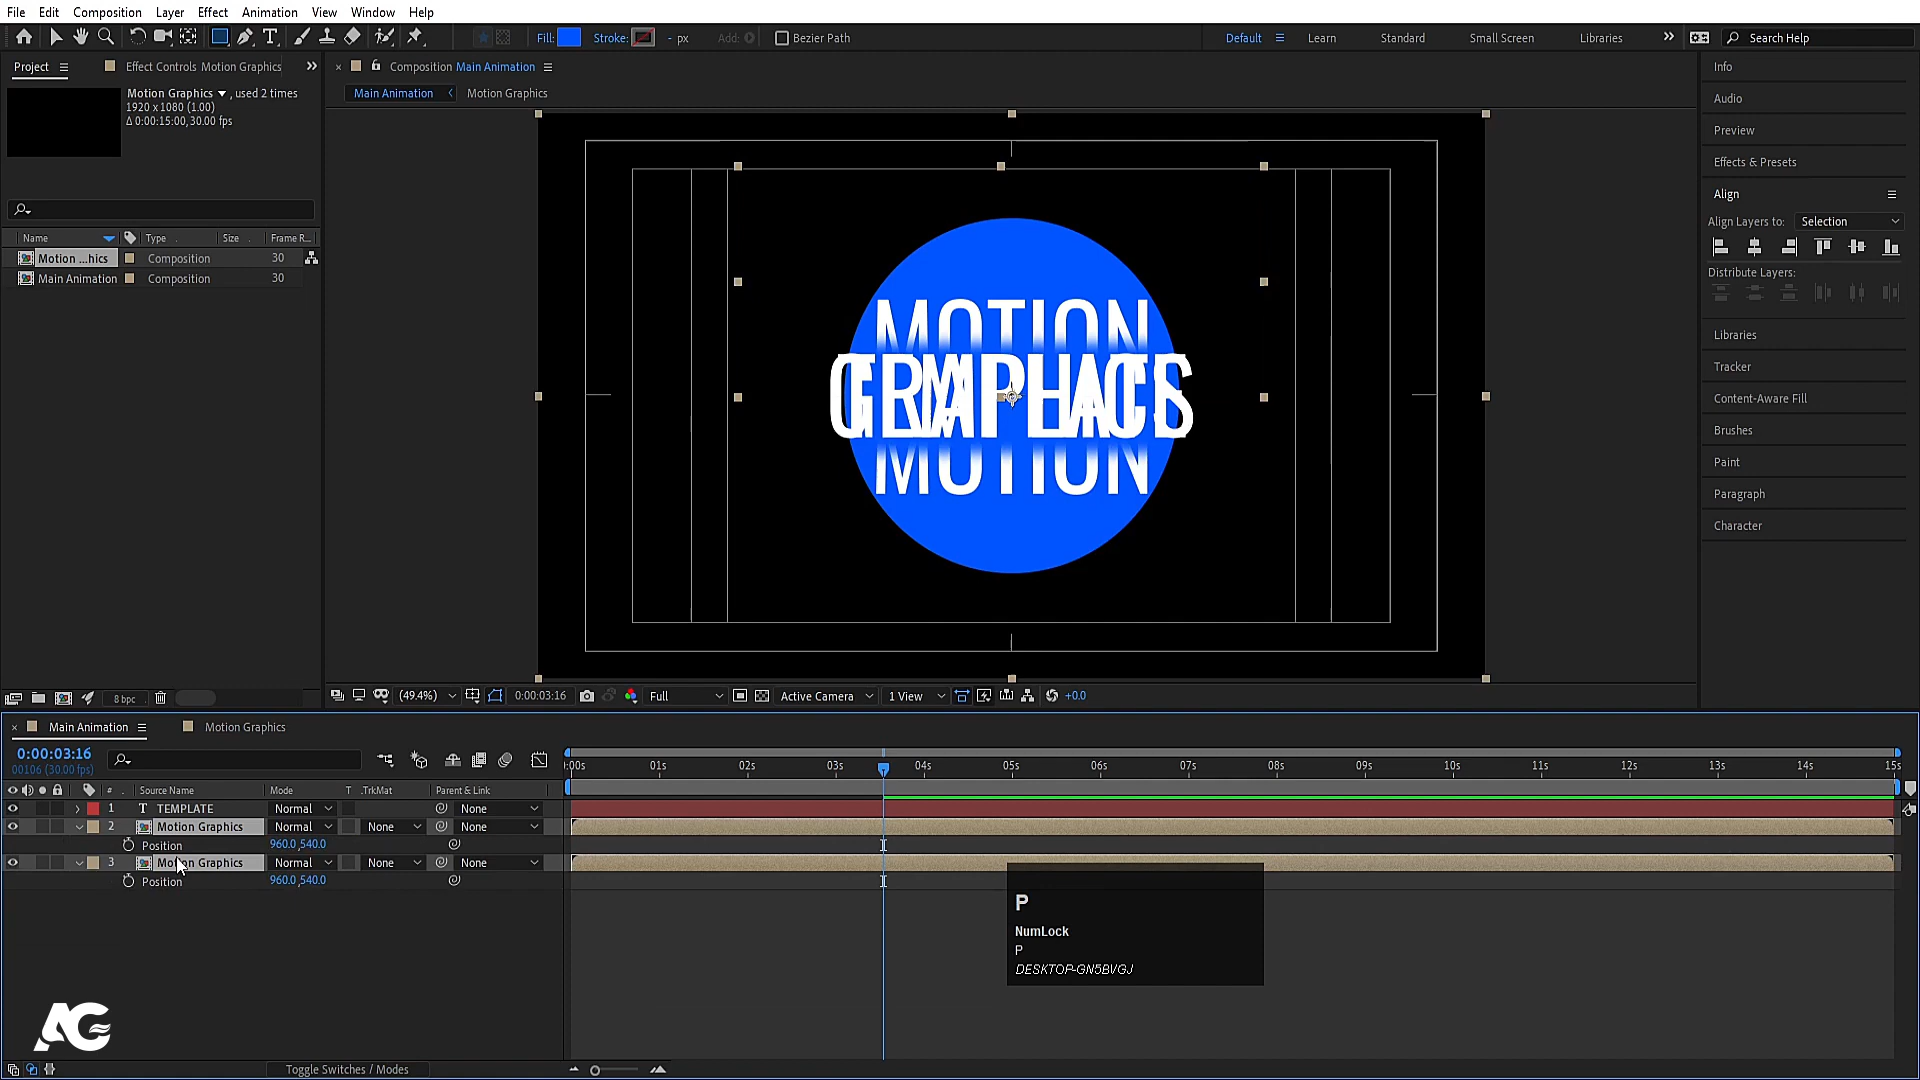 File Edit Composition Layer Effect Animation View Window Help
Fill: Stroke: - px Add: Bezier Path Default Learn Standard Small Screen Libraries Search Help
Project Effect Controls Motion Graphics Composition Main Animation
Main Animation Motion Graphics
Motion Graphics , used 2 times
1920 x 1080 (1.00)
Δ 0:00:15:00, 30.00 fps
Name Type Size Frame R...
Motion ...hics Composition 30
Main Animation Composition 30
MOTION
GRAPHICS
TEMPLATE
MOTION
Info
Audio
Preview
Effects & Presets
Align
Align Layers to: Selection
Distribute Layers:
Libraries
Tracker
Content-Aware Fill
Brushes
Paint
Paragraph
Character
8 bpc (49.4%) 0:00:03:16 Full Active Camera 1 View +0.0
Main Animation Motion Graphics
0:00:03:16
00106 (30.00 fps)
:00s 01s 02s 03s 04s 05s 06s 07s 08s 09s 10s 11s 12s 13s 14s 15s
# Source Name Mode T .TrkMat Parent & Link
1 T TEMPLATE Normal None
2 Motion Graphics Normal None None
Position 960.0,540.0
3 Motion Graphics Normal None None
Position 960.0,540.0
P
NumLock
P
DESKTOP-GN5BVGJ
AG
Toggle Switches / Modes